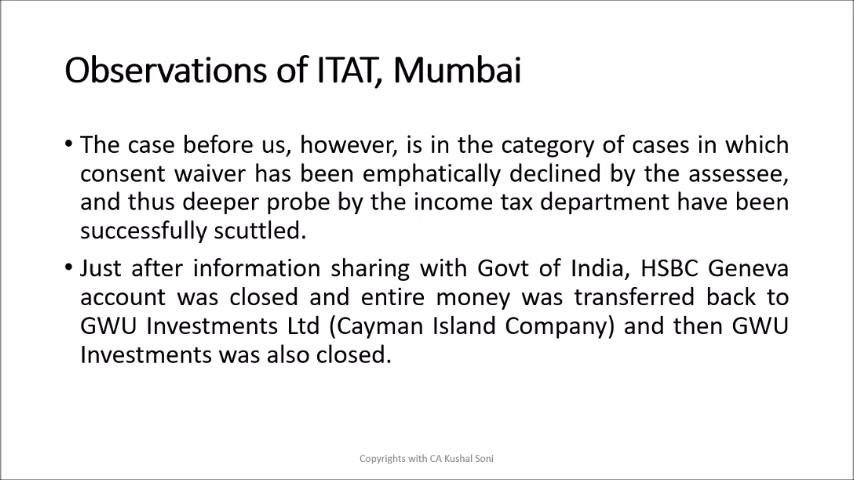 Observations of ITAT, Mumbai
• The case before us, however, is in the category of cases in which
consent waiver has been emphatically declined by the assessee,
and thus deeper probe by the income tax department have been
successfully scuttled.
• Just after information sharing with Govt of India, HSBC Geneva
account was closed and entire money was transferred back to
GWU Investments Ltd (Cayman Island Company) and then GWU
Investments was also closed.
Copyrights with CA Kushal Soni